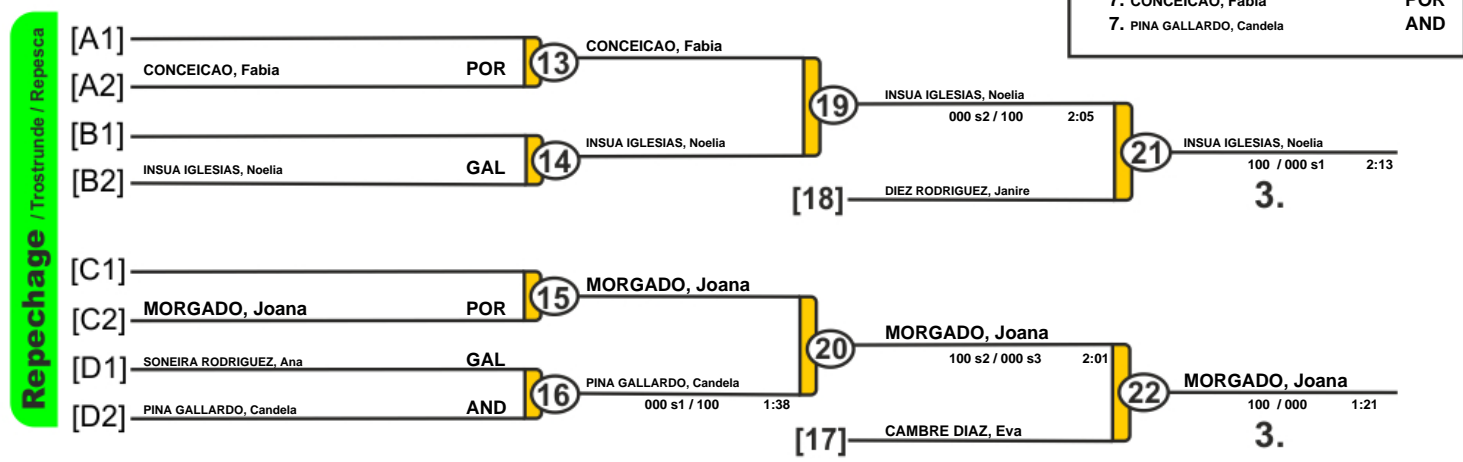 7. CONCEICAO, Fabia POR
7. PINA GALLARDO, Candela AND
Repechage / Trostrunde / Repesca
[A1]
CONCEICAO, Fabia POR
[A2]
13
CONCEICAO, Fabia
[B1]
INSUA IGLESIAS, Noelia GAL
[B2]
14
INSUA IGLESIAS, Noelia
19
INSUA IGLESIAS, Noelia
000 s2 / 100 2:05
[18]
DIEZ RODRIGUEZ, Janire
21
INSUA IGLESIAS, Noelia
100 / 000 s1 2:13
3.
[C1]
MORGADO, Joana POR
[C2]
15
MORGADO, Joana
[D1]
SONEIRA RODRIGUEZ, Ana GAL
PINA GALLARDO, Candela AND
[D2]
16
PINA GALLARDO, Candela
000 s1 / 100 1:38
20
MORGADO, Joana
100 s2 / 000 s3 2:01
[17]
CAMBRE DIAZ, Eva
22
MORGADO, Joana
100 / 000 1:21
3.